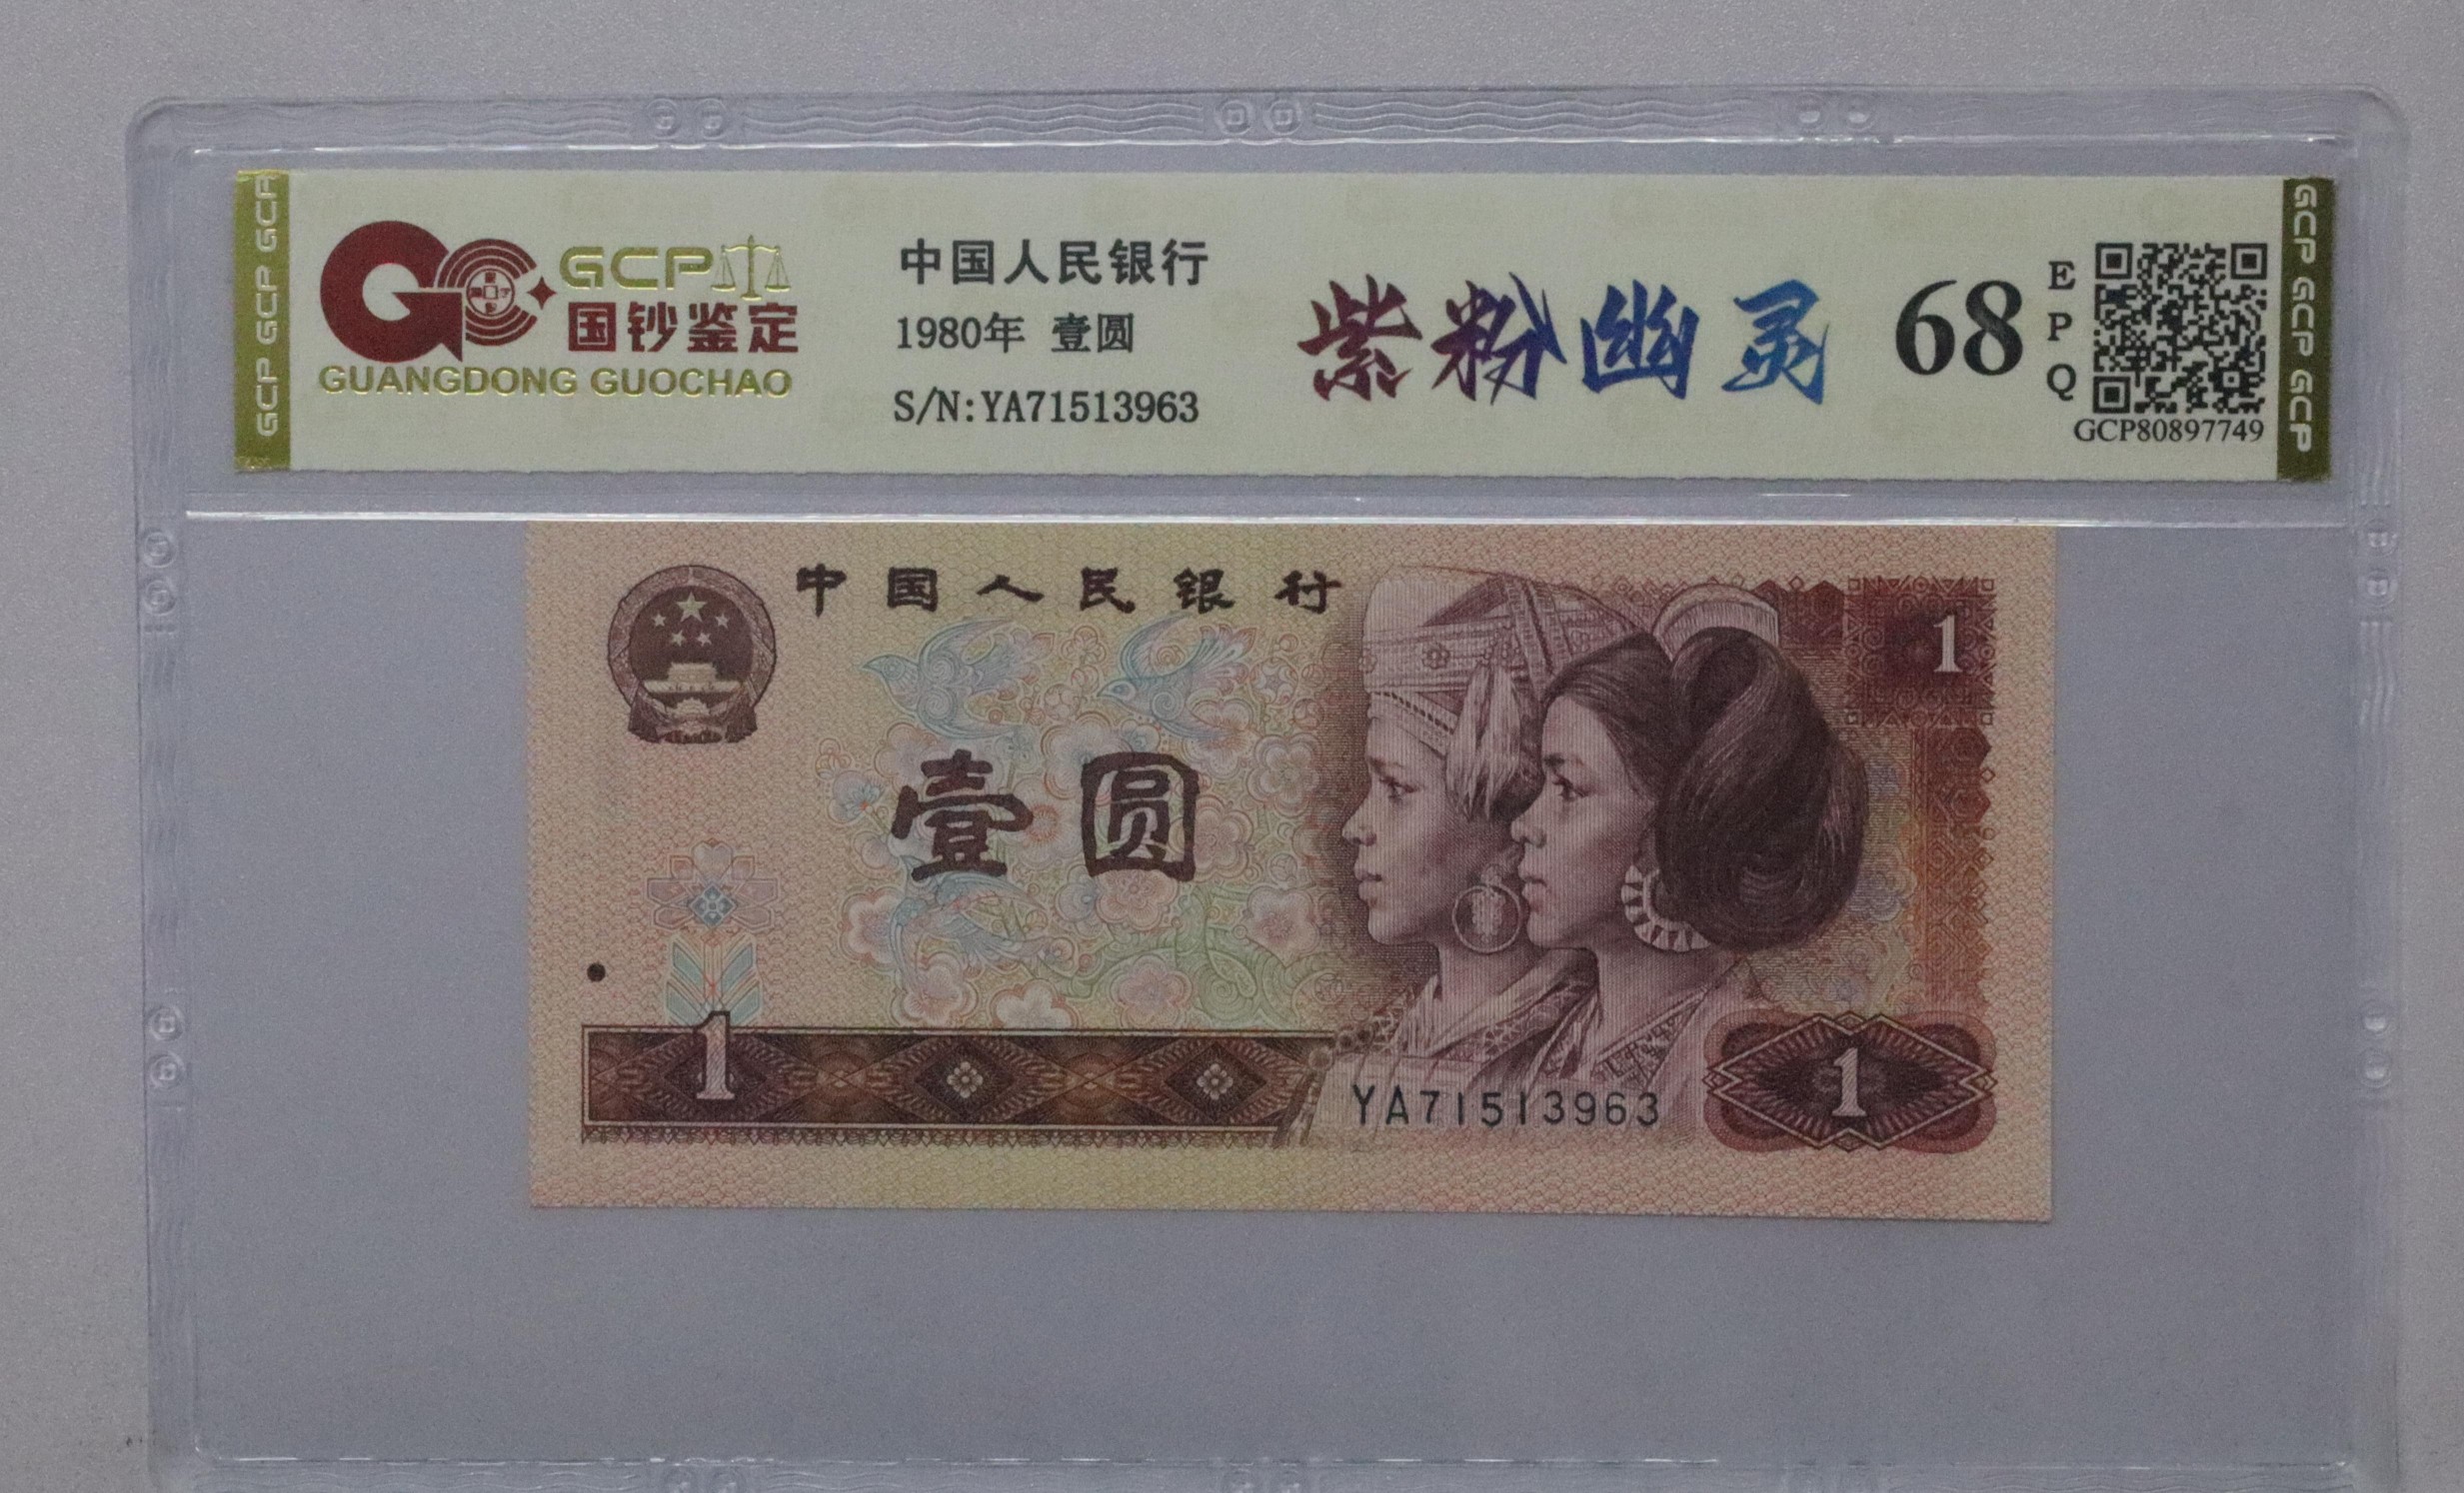 GCP GCP GCP
GCP
国钞鉴定
GUANGDONG GUOCHAO
中国人民银行
1980年 壹圆
S/N:YA71513963
紫粉幽灵
68
EPQ
GCP80897749
GCP GCP GCP
中国人民银行
1
壹圆
1
YA71513963
1